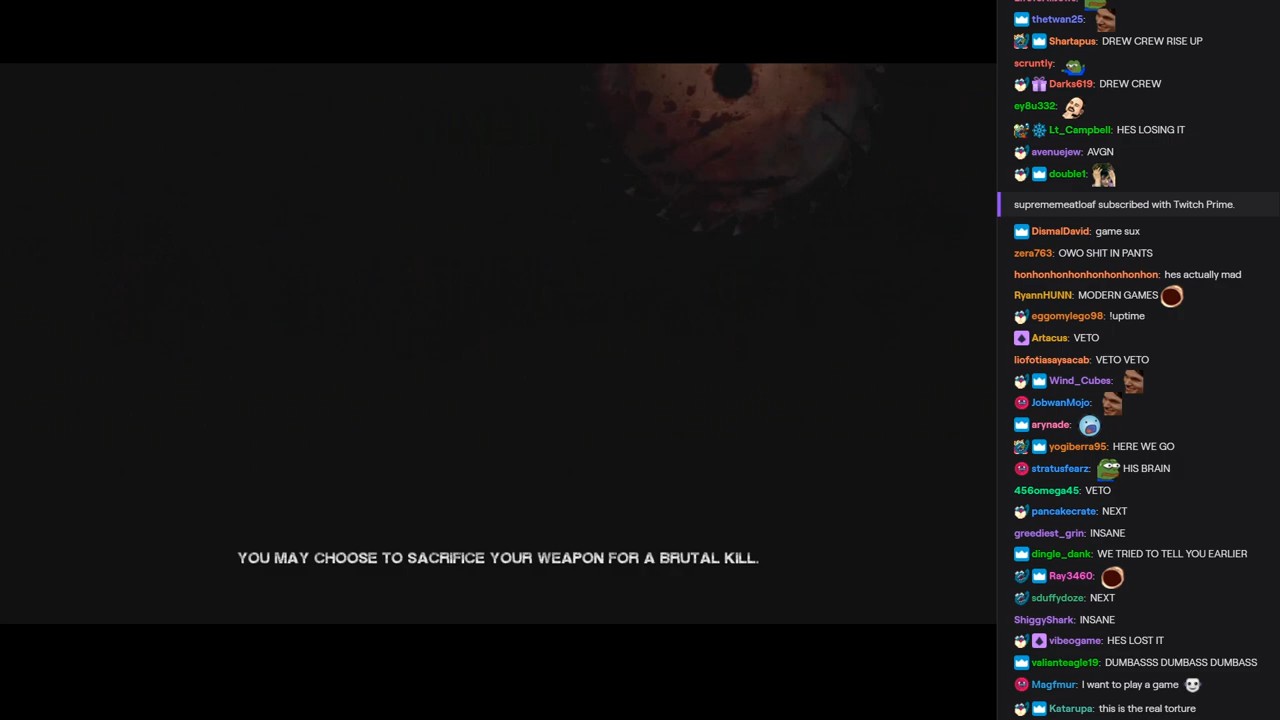 YOU MAY CHOOSE TO SACRIFICE YOUR WEAPON FOR A BRUTAL KILL.
thetwan25:
Shartapus: DREW CREW RISE UP
scruntly:
Darks619: DREW CREW
ey8u332:
Lt_Campbell: HES LOSING IT
avenuejew: AVGN
double1:
suprememeatloaf subscribed with Twitch Prime.
DismalDavid: game sux
zera763: OWO SHIT IN PANTS
honhonhonhonhonhonhonhon: hes actually mad
RyannHUNN: MODERN GAMES
eggomylego98: !uptime
Artacus: VETO
liofotiasaysacab: VETO VETO
Wind_Cubes:
JobwanMojo:
arynade:
yogiberra95: HERE WE GO
stratusfearz: HIS BRAIN
456omega45: VETO
pancakecrate: NEXT
greediest_grin: INSANE
dingle_dank: WE TRIED TO TELL YOU EARLIER
Ray3460:
sduffydoze: NEXT
ShiggyShark: INSANE
vibeogame: HES LOST IT
valianteagle19: DUMBASSS DUMBASS DUMBASS
Magfmur: I want to play a game
Katarupa: this is the real torture